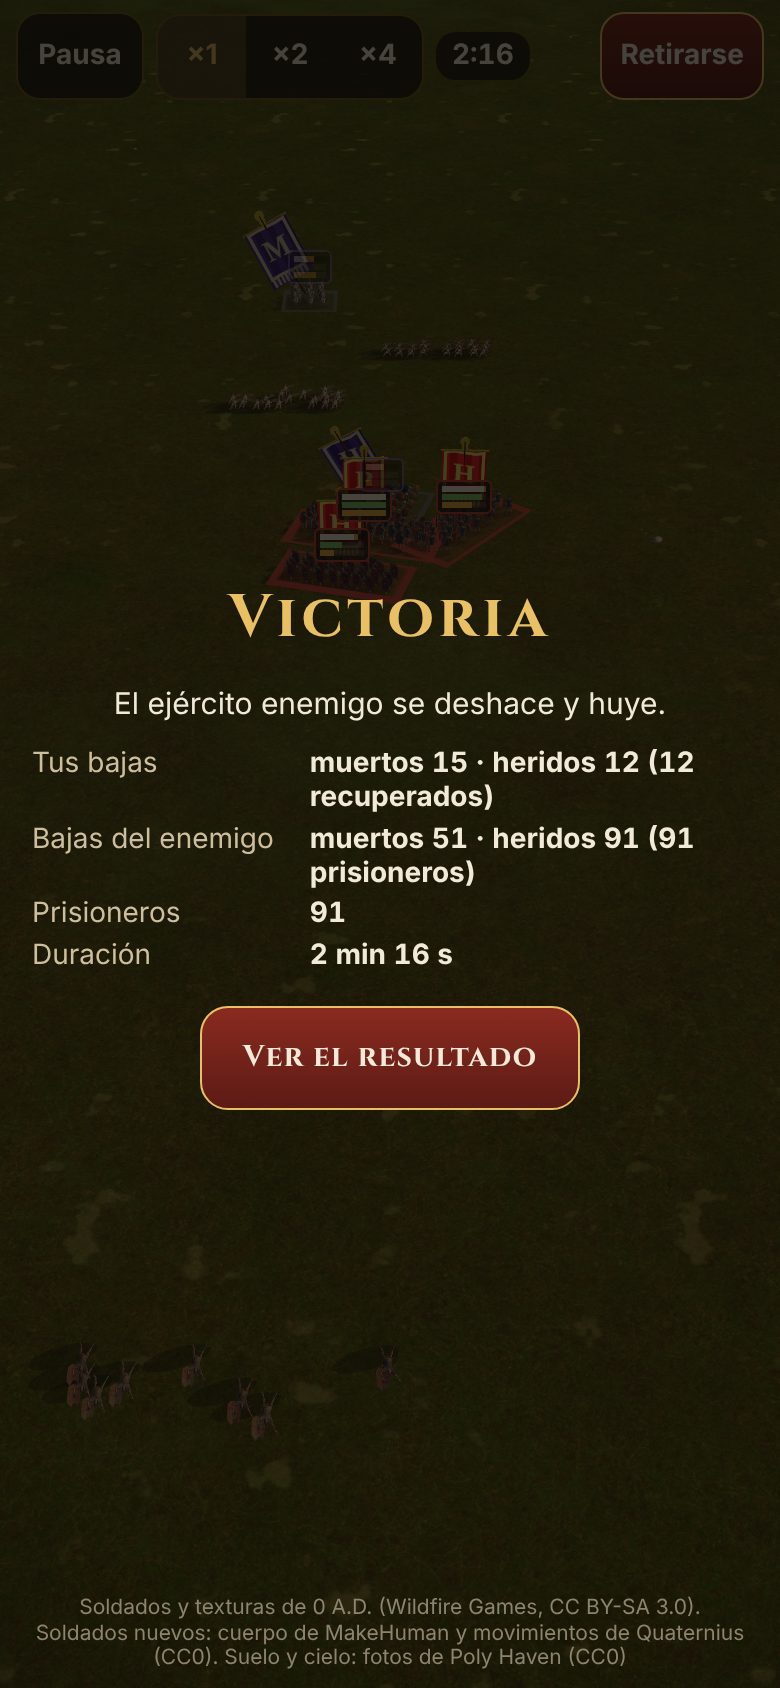 Pausa
×1
×2
×4
2:16
Retirarse
M
H
H
Victoria
El ejército enemigo se deshace y huye.
Tus bajas
muertos 15 · heridos 12 (12
recuperados)
Bajas del enemigo
muertos 51 · heridos 91 (91
prisioneros)
Prisioneros
91
Duración
2 min 16 s
Ver el resultado
Soldados y texturas de 0 A.D. (Wildfire Games, CC BY-SA 3.0).
Soldados nuevos: cuerpo de MakeHuman y movimientos de Quaternius
(CC0). Suelo y cielo: fotos de Poly Haven (CC0)